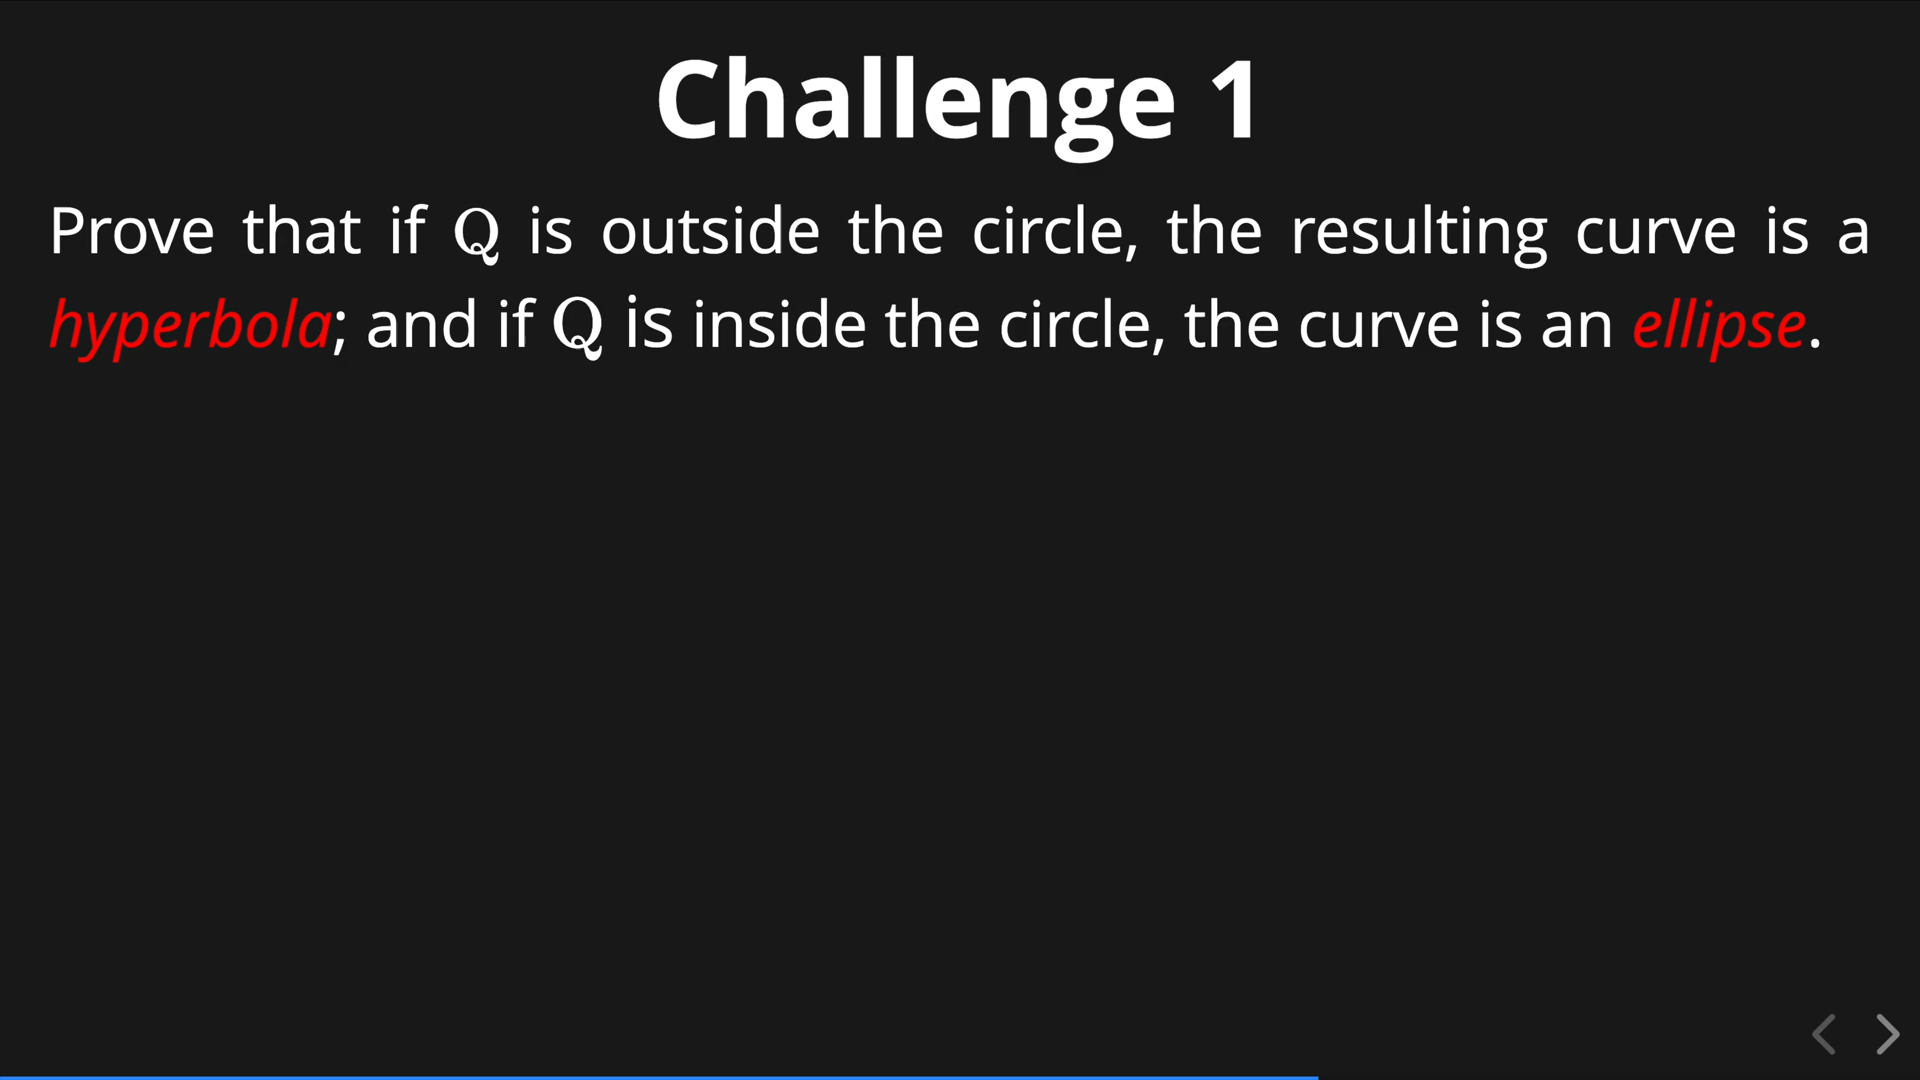 Challenge 1
Prove that if Q is outside the circle, the resulting curve is a
hyperbola; and if Q is inside the circle, the curve is an ellipse.